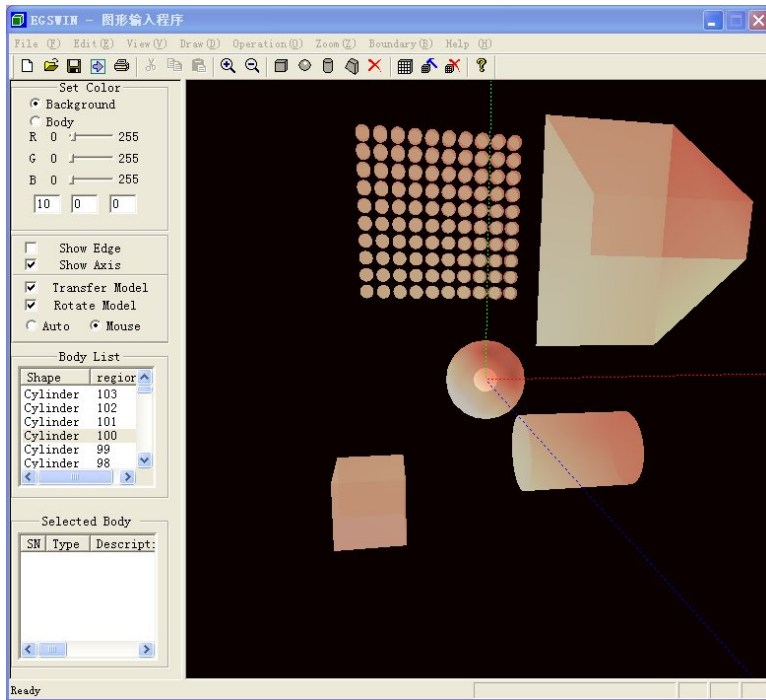 EGSWIN - 图形输入程序
File (F) Edit(E) View(V) Draw(D) Operation(O) Zoom(Z) Boundary(B) Help (H)
Set Color
Background
Body
R 0 255
G 0 255
B 0 255
10 0 0
Show Edge
Show Axis
Transfer Model
Rotate Model
Auto Mouse
Body List
Shape region
Cylinder 103
Cylinder 102
Cylinder 101
Cylinder 100
Cylinder 99
Cylinder 98
Selected Body
SN Type Descripti
Ready